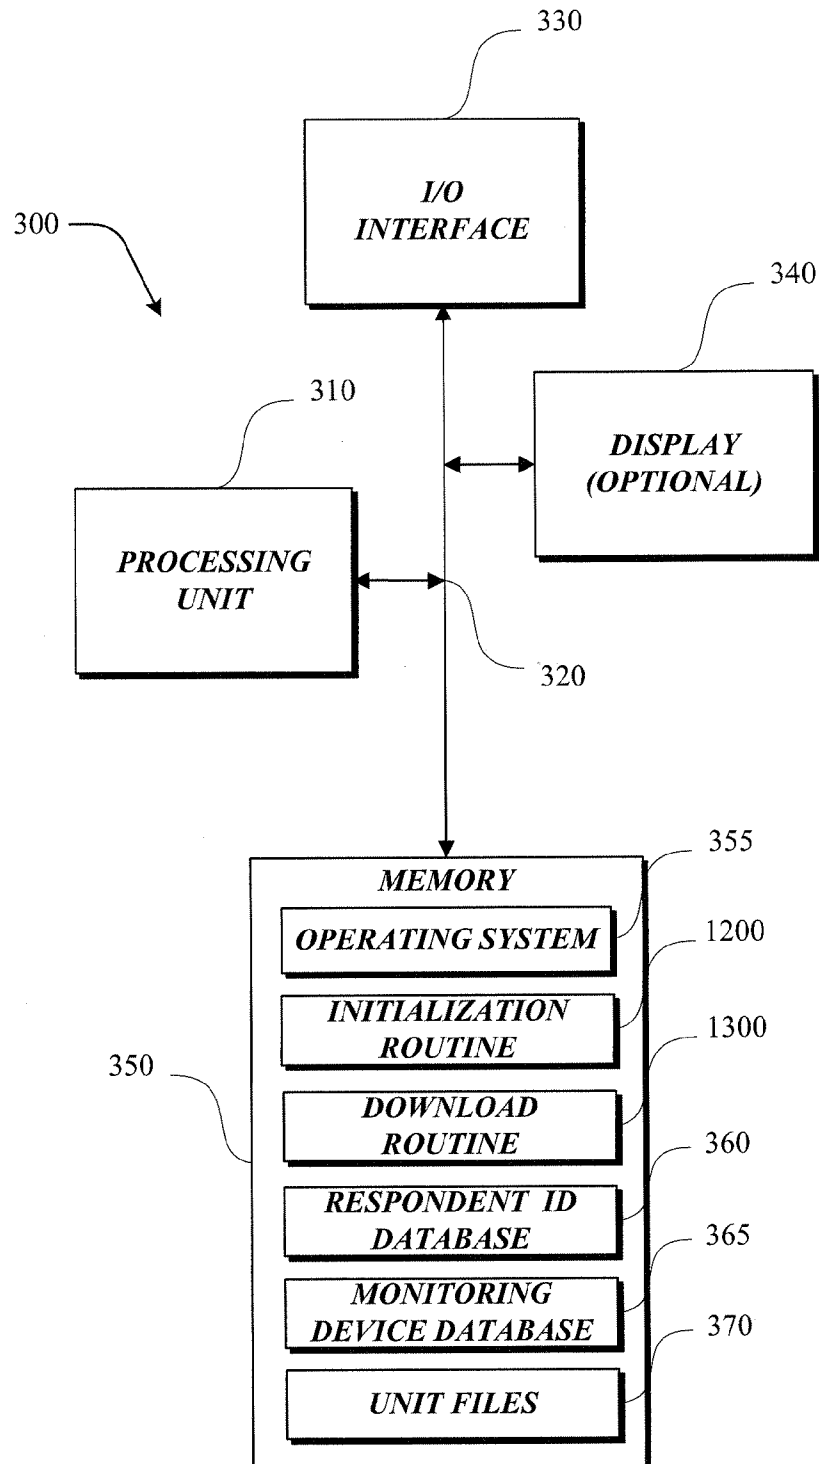 330
I/O
INTERFACE
300
340
310
DISPLAY
(OPTIONAL)
PROCESSING
UNIT
320
355
MEMORY
OPERATING SYSTEM
1200
INITIALIZATION
ROUTINE
1300
350
DOWNLOAD
ROUTINE
360
RESPONDENT ID
DATABASE
365
MONITORING
DEVICE DATABASE
370
UNIT FILES